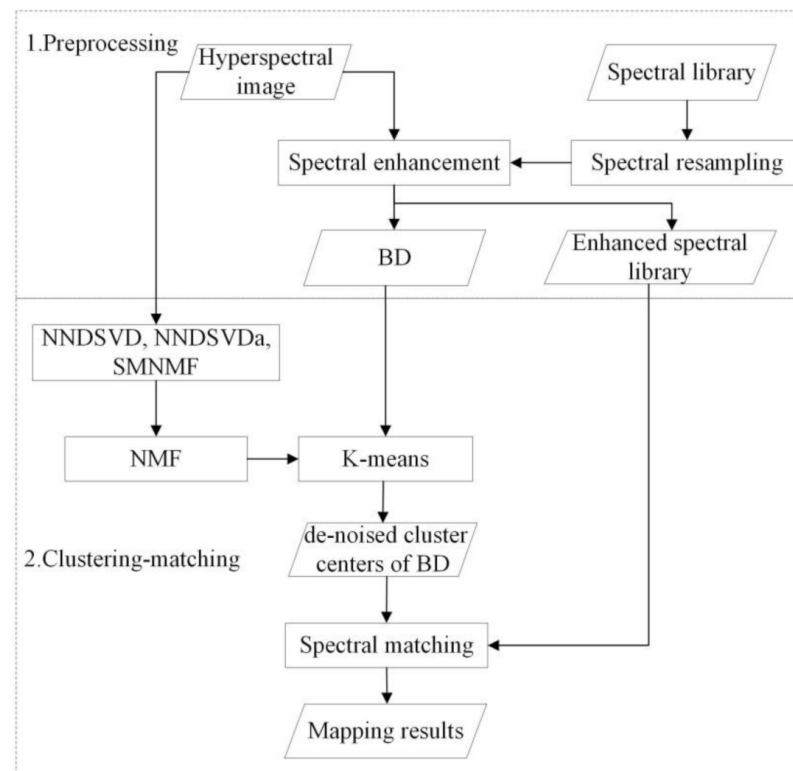 1.Preprocessing
Hyperspectral
image
Spectral library
Spectral enhancement
Spectral resampling
BD
Enhanced spectral
library
NNDSVD, NNDSVDa,
SMNMF
NMF
K-means
de-noised cluster
centers of BD
2.Clustering-matching
Spectral matching
Mapping results